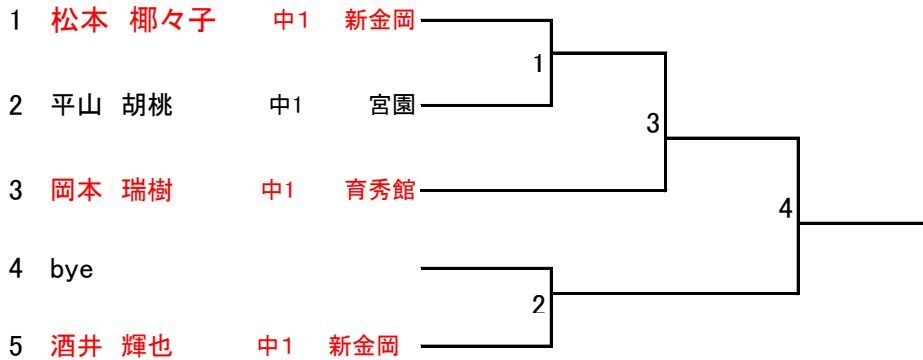 1 松本 椰々子 中1 新金岡
1
2 平山 胡桃 中1 宮園
3
3 岡本 瑞樹 中1 育秀館
4
4 bye
2
5 酒井 輝也 中1 新金岡